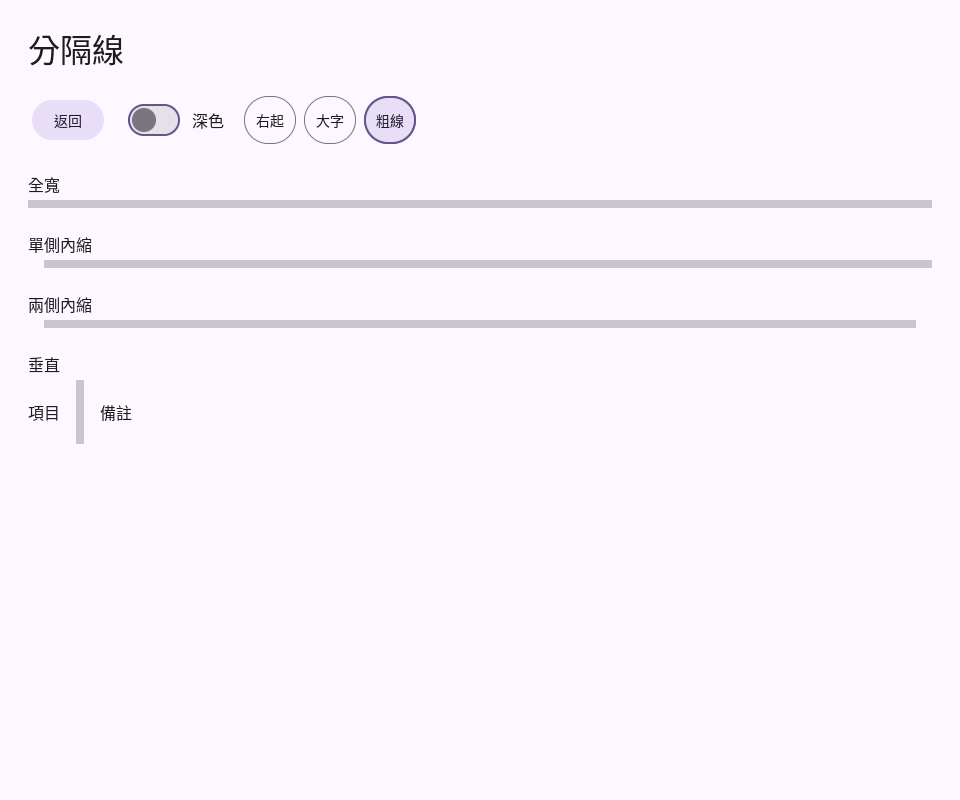 分隔線
返回 深色 右起 大字 粗線
全寬
單側內縮
兩側內縮
垂直
項目 備註